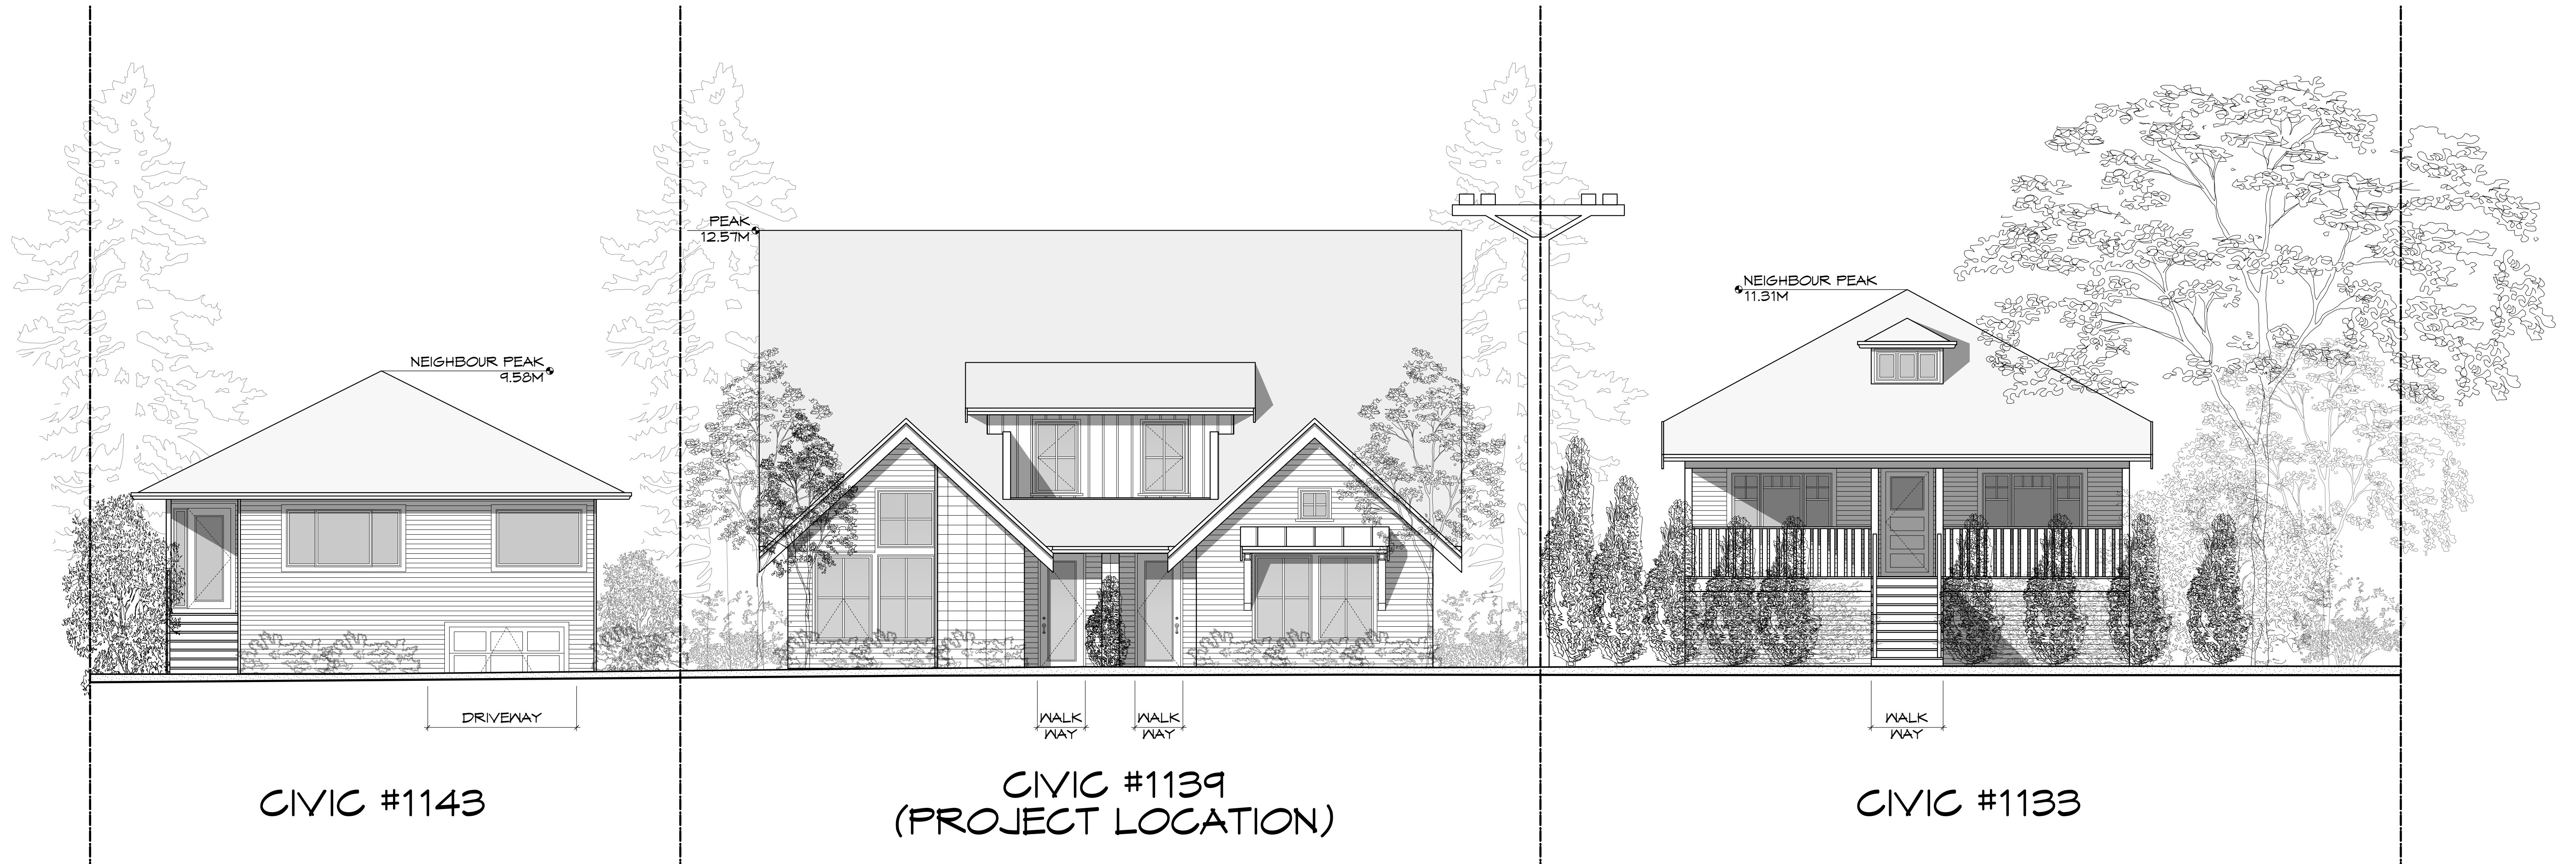 PEAK
12.57M
NEIGHBOUR PEAK
11.31M
NEIGHBOUR PEAK
9.58M
DRIVEWAY
WALK
WAY
WALK
WAY
WALK
WAY
CIVIC #1143
CIVIC #1139
(PROJECT LOCATION)
CIVIC #1133